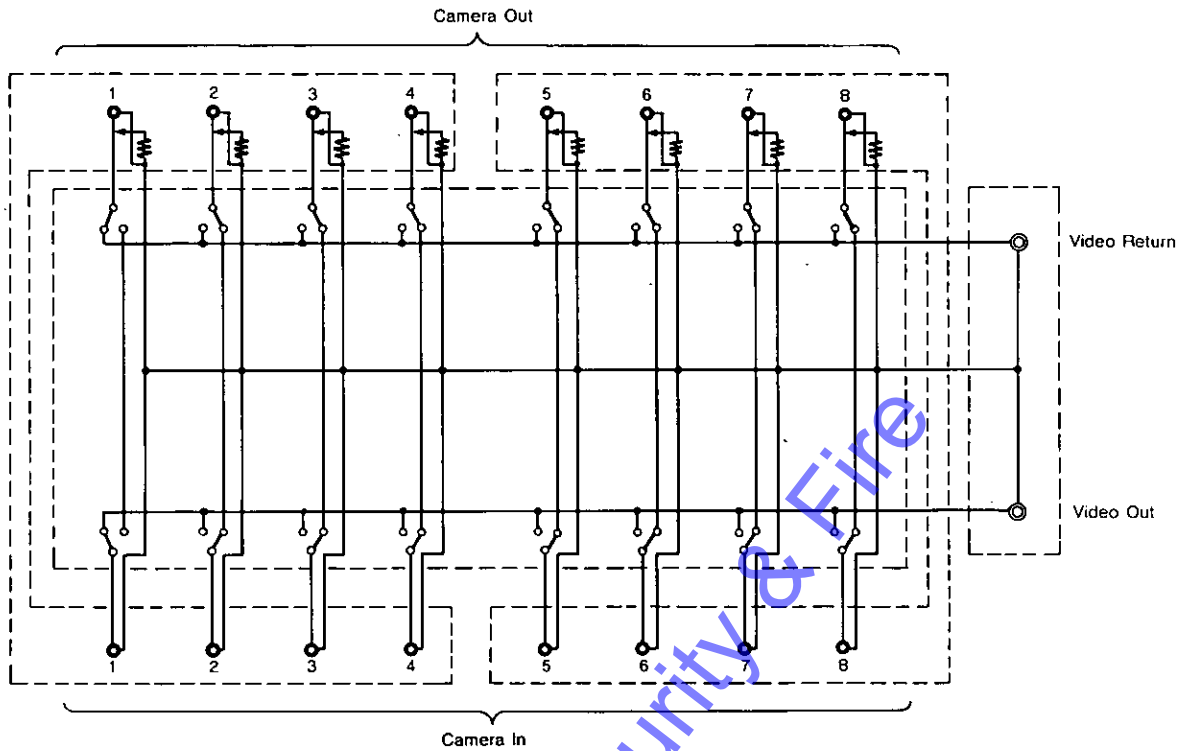 Camera Out
1 2 3 4 5 6 7 8
Video Return
Video Out
1 2 3 4 5 6 7 8
Camera In
urity & Fire